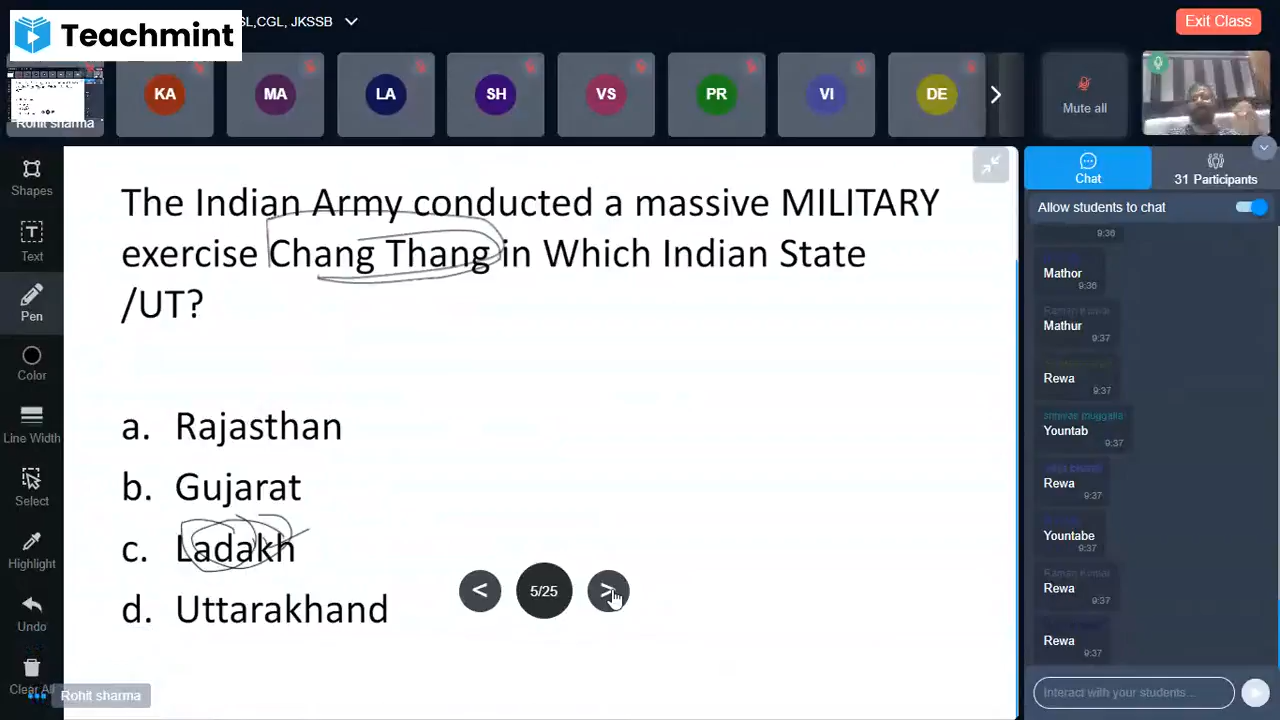 SL,CGL, JKSSB
Exit Class
Teachmint
KA
MA
LA
SH
VS
PR
VI
DE
Mute all
Rohit sharma
Shapes
Text
Pen
Color
Line Width
Select
Highlight
Undo
Clear All
The Indian Army conducted a massive MILITARY
exercise Chang Thang in Which Indian State
/UT?
a. Rajasthan
b. Gujarat
c. Ladakh
d. Uttarakhand
< 5/25 >
Rohit sharma
Chat
31 Participants
Allow students to chat
9:36
Mathor
9:36
Mathur
9:37
Rewa
9:37
Yountab
9:37
Rewa
9:37
Yountabe
9:37
Raman kumar
Rewa
9:37
Rewa
9:37
Interact with your students...